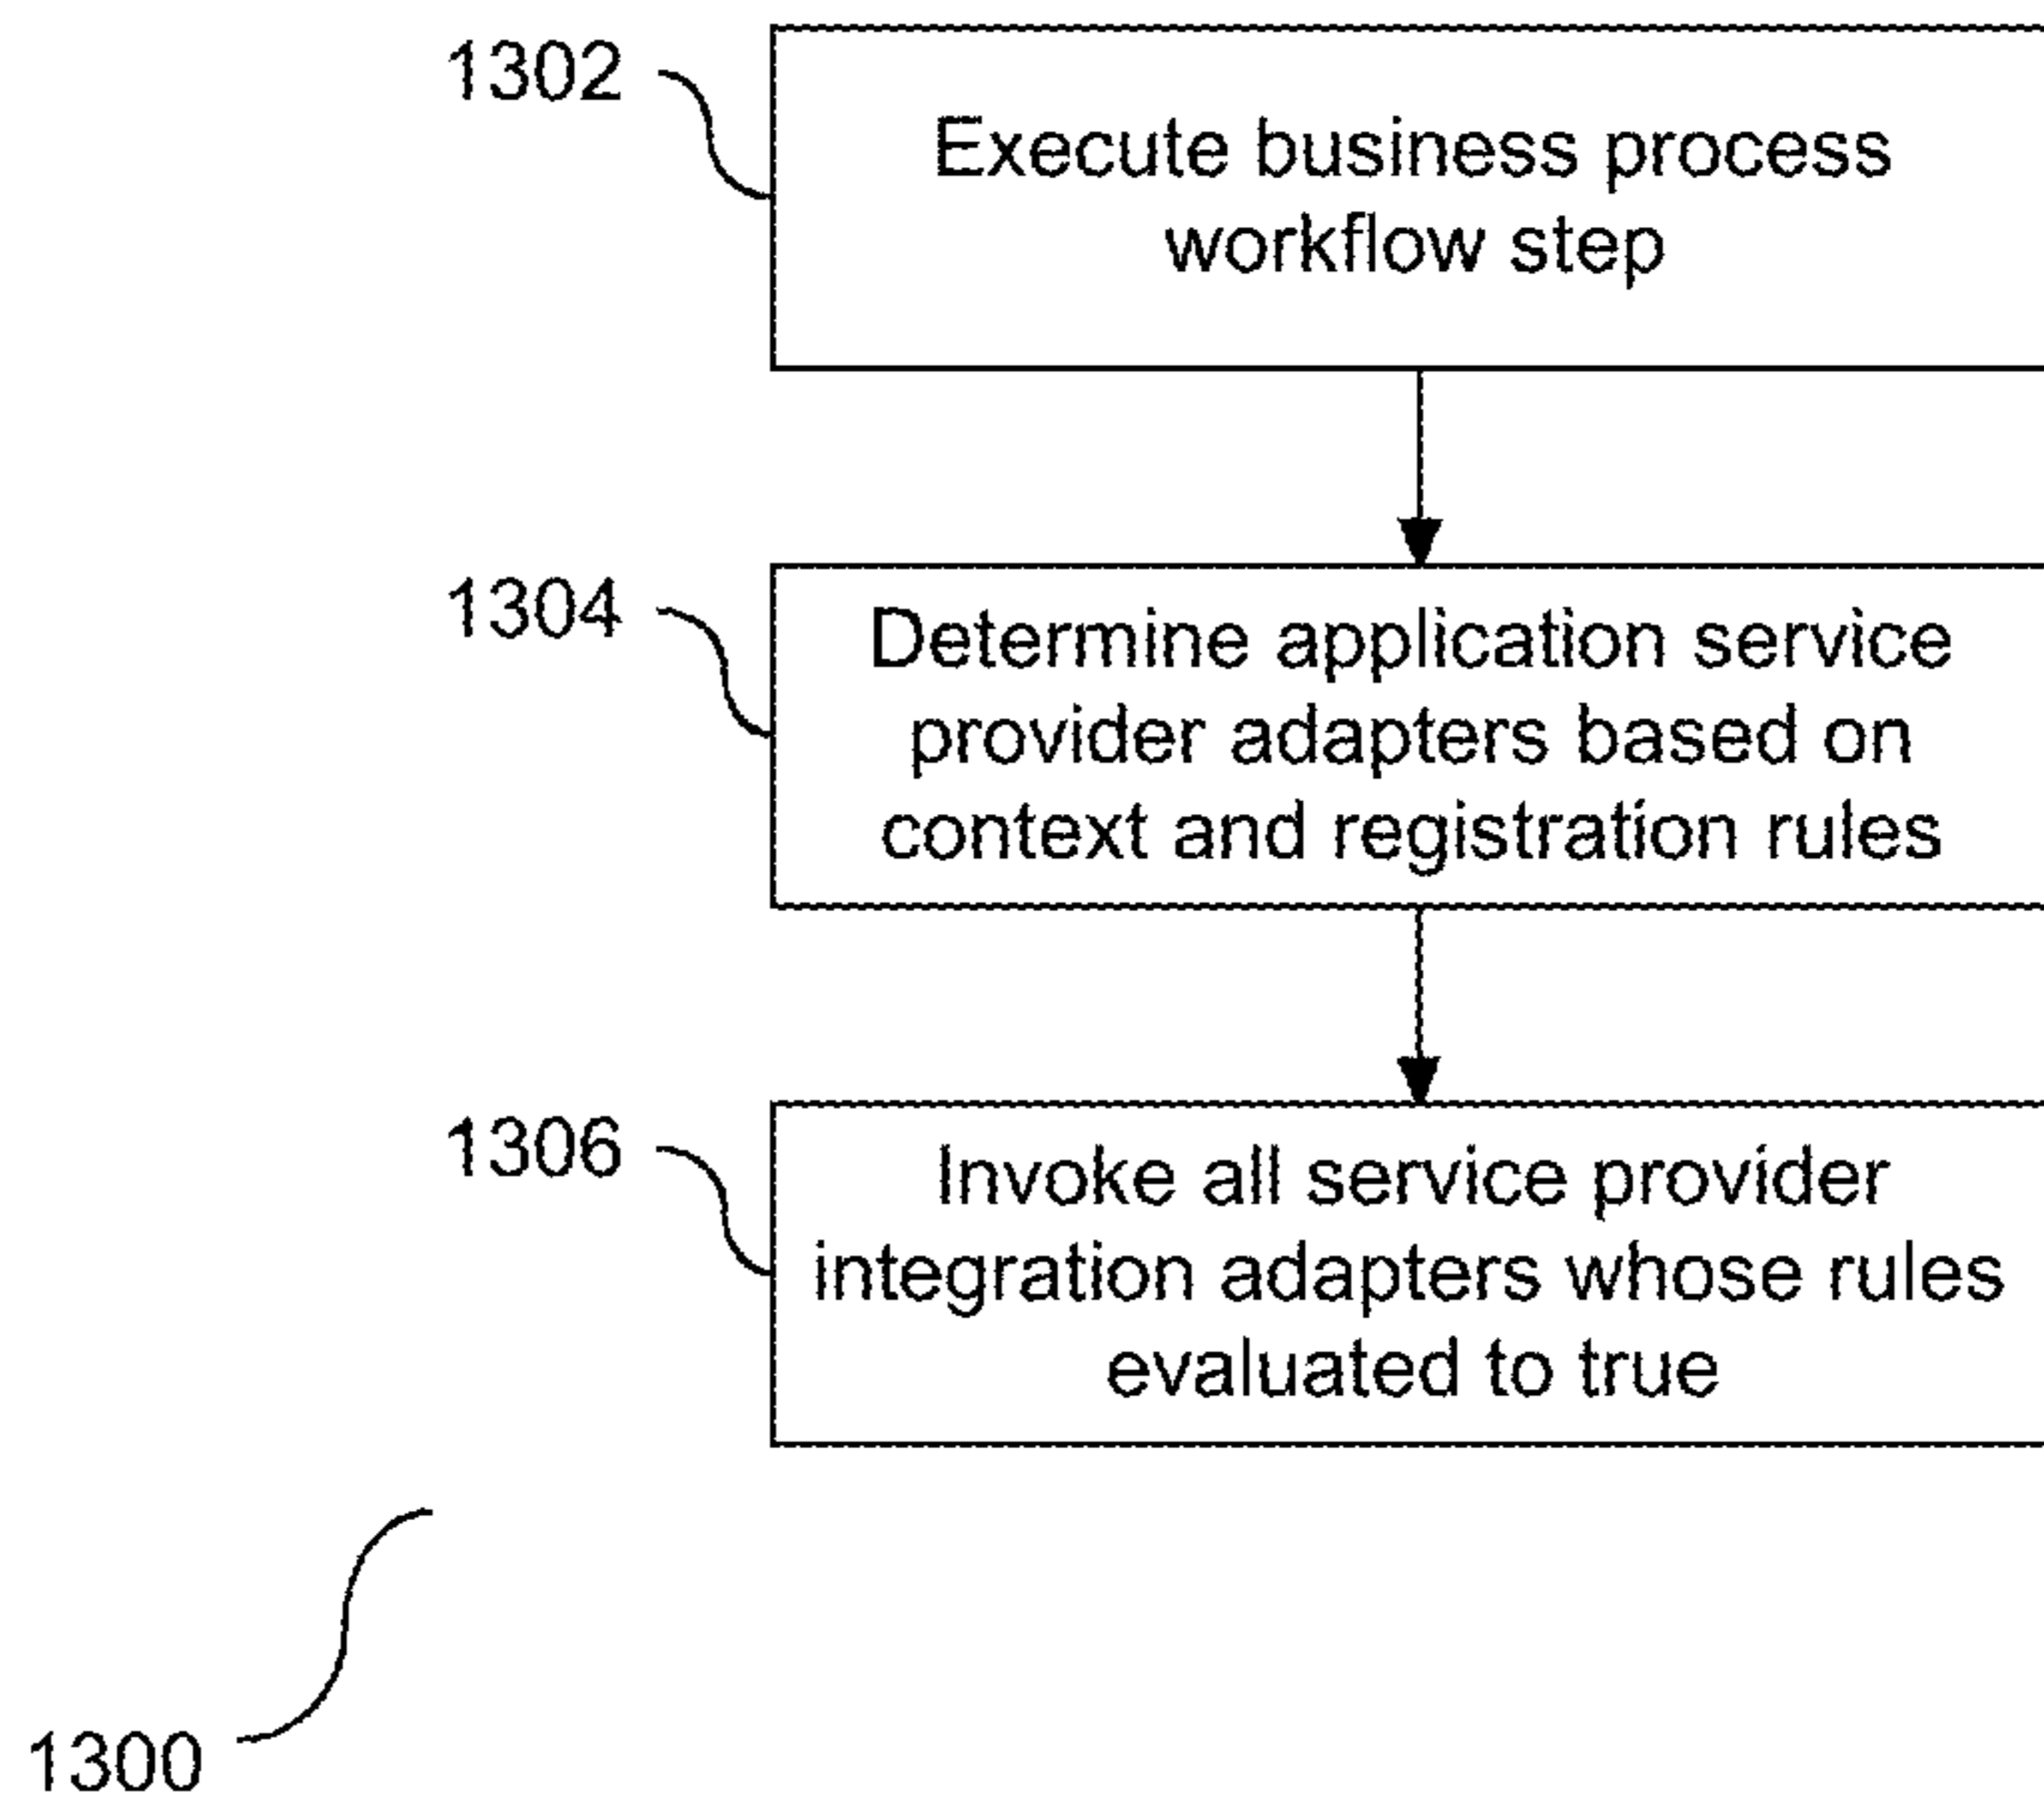 1302
Execute business process
workflow step
1304
Determine application service
provider adapters based on
context and registration rules
1306
Invoke all service provider
integration adapters whose rules
evaluated to true
1300